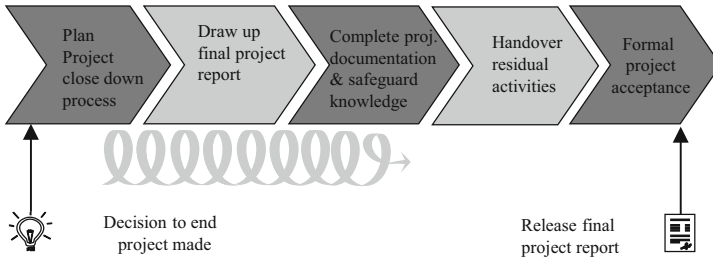 Plan
Project
close down
process
Draw up
final project
report
Complete proj.
documentation
& safeguard
knowledge
Handover
residual
activities
Formal
project
acceptance
Decision to end
project made
Release final
project report